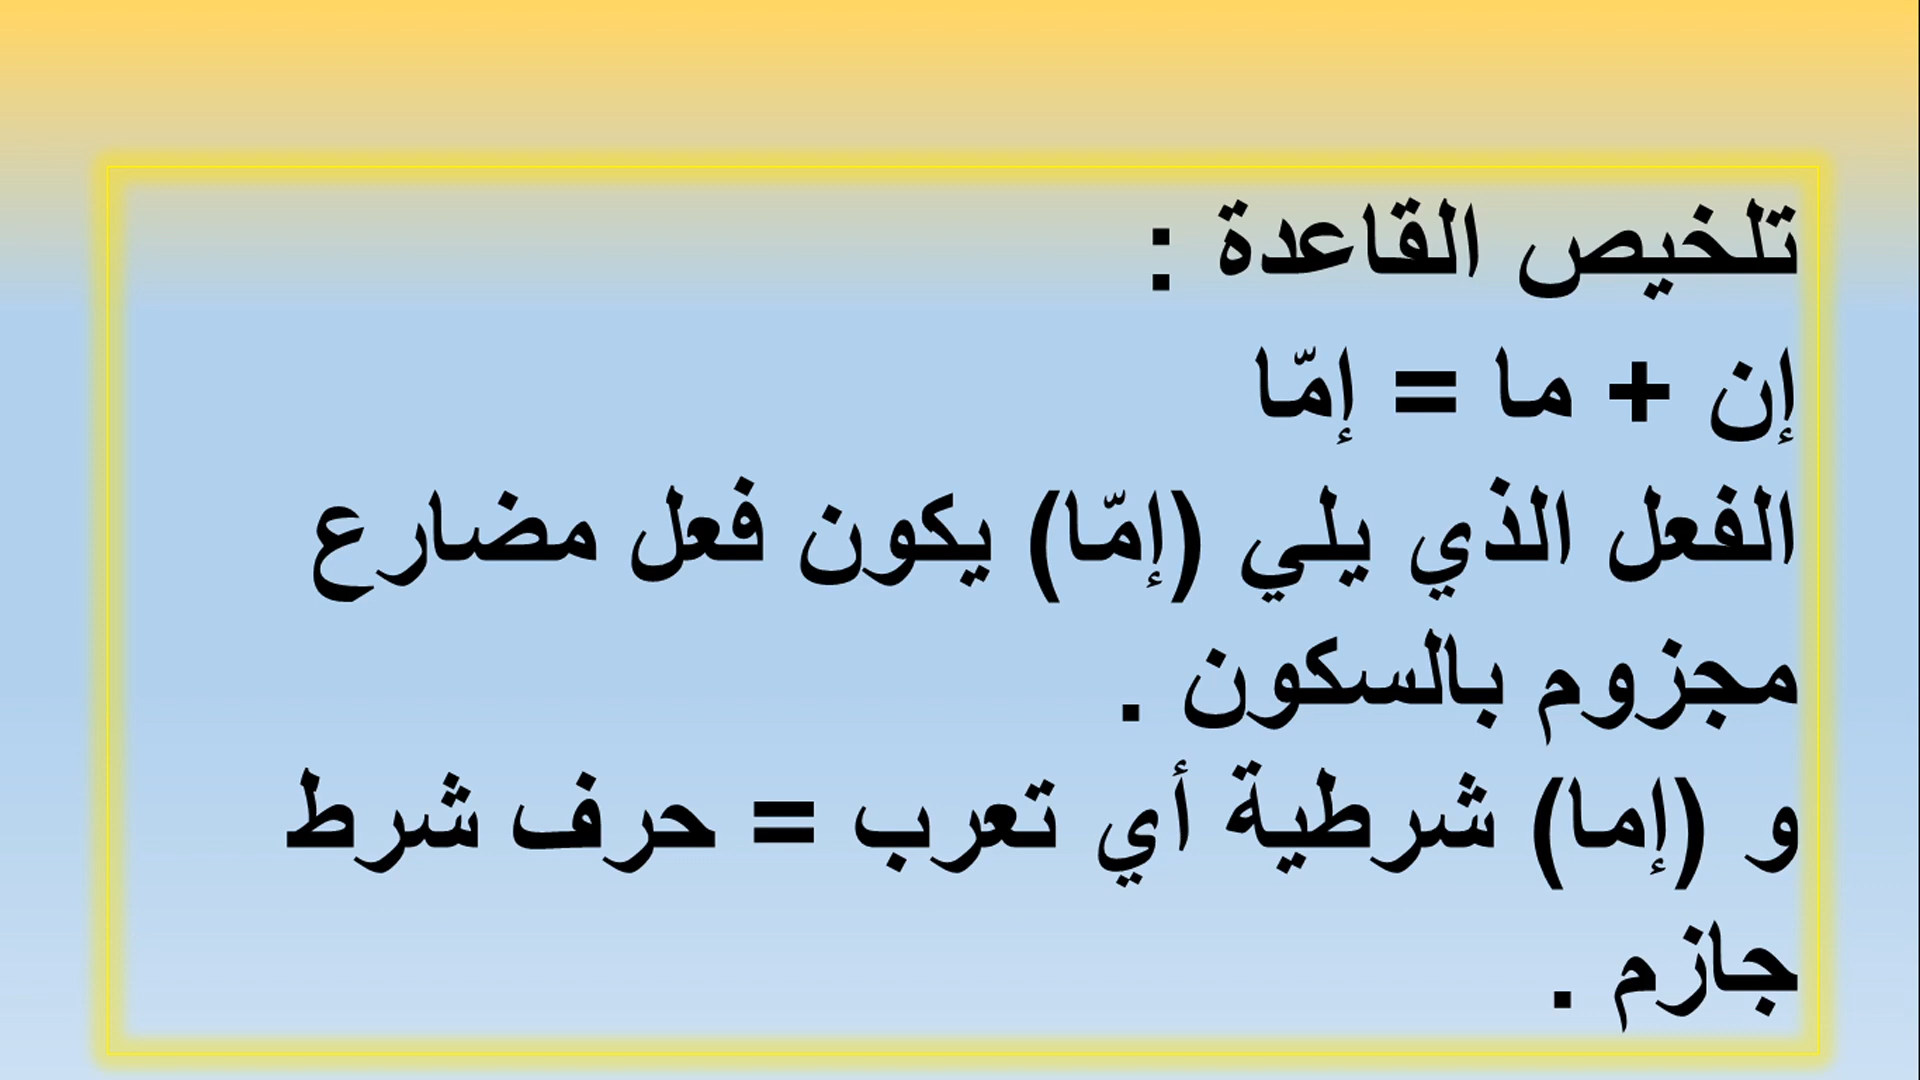 تلخيص القاعدة :
إن + ما = إمّا
الفعل الذي يلي (إمّا) يكون فعل مضارع
مجزوم بالسكون .
و (إما) شرطية أي تعرب = حرف شرط
جازم .